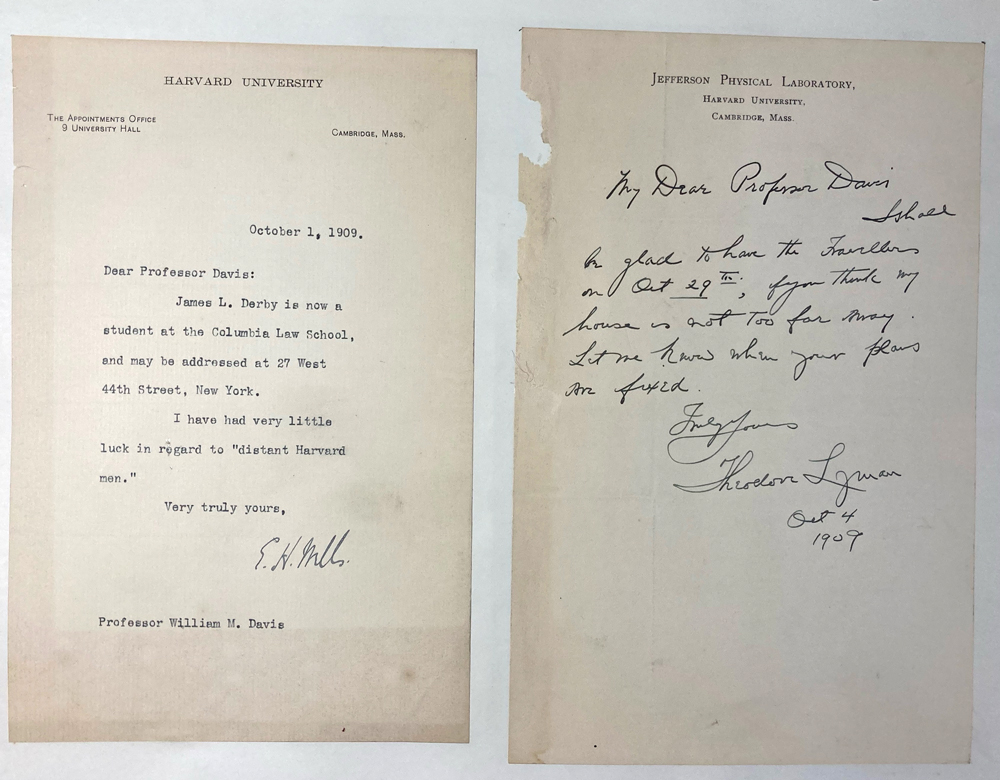 HARVARD UNIVERSITY
THE APPOINTMENTS OFFICE
9 UNIVERSITY HALL
CAMBRIDGE, MASS.
October 1, 1909.
Dear Professor Davis:
James L. Derby is now a
student at the Columbia Law School,
and may be addressed at 27 West
44th Street, New York.
I have had very little
luck in regard to "distant Harvard
men."
Very truly yours,
E. H. Wells.
Professor William M. Davis
JEFFERSON PHYSICAL LABORATORY,
HARVARD UNIVERSITY,
CAMBRIDGE, MASS.
My Dear Professor Davis
I shall
be glad to have the Travellers
on Oct 29th, if you think my
house is not too far away.
Let me know when your plans
are fixed.
Truly yours
Theodore Lyman
Oct 4
1909